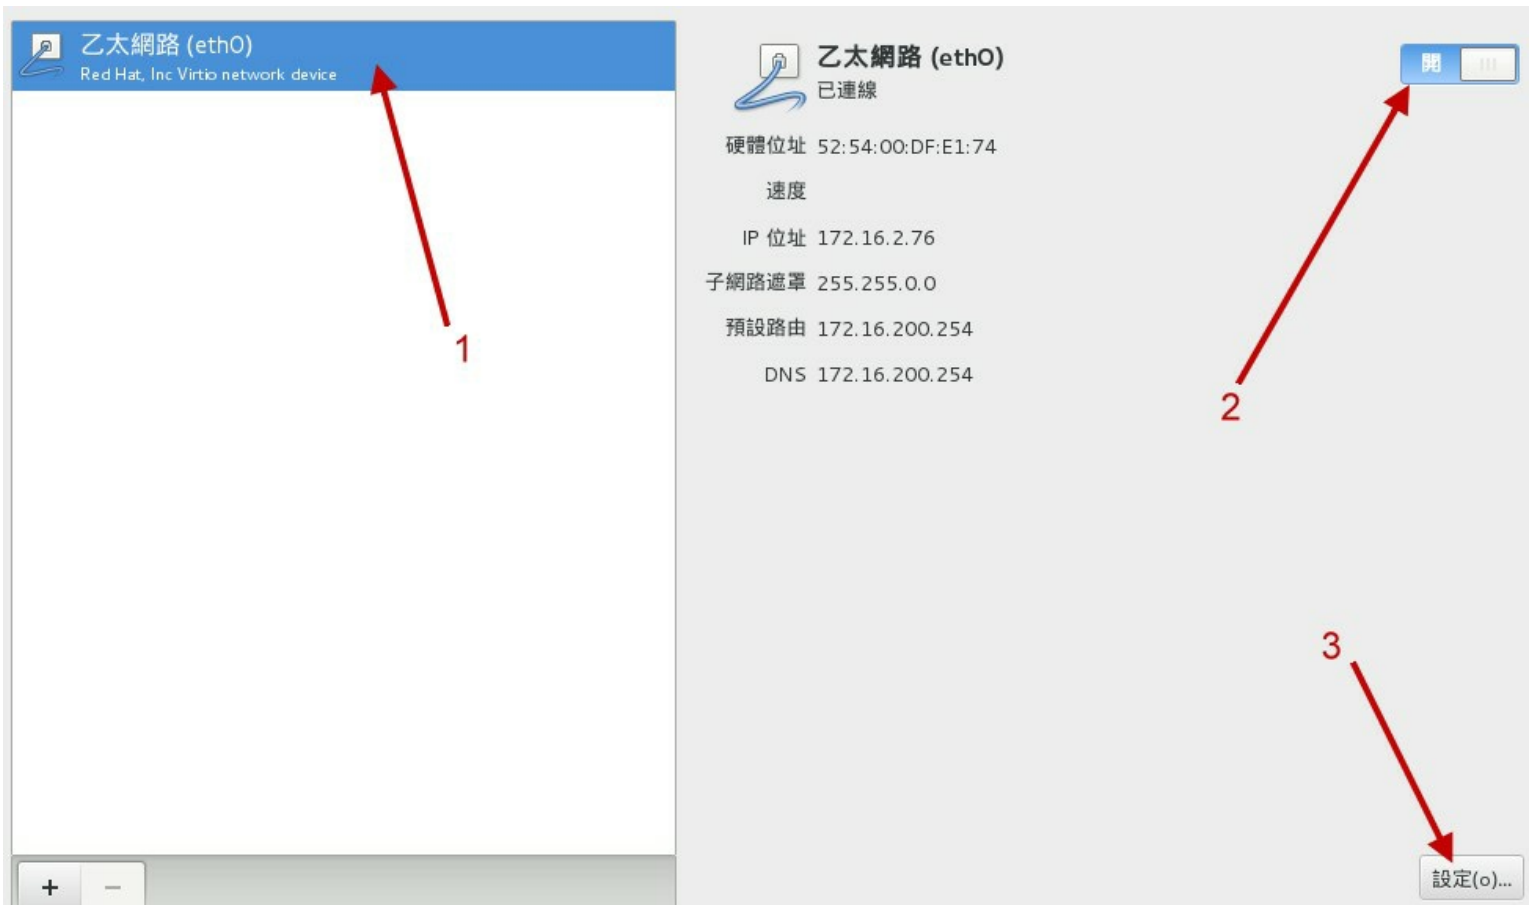 乙太網路 (eth0)
Red Hat, Inc Virtio network device
1
+
−
乙太網路 (eth0)
已連線
開
硬體位址 52:54:00:DF:E1:74
速度
IP 位址 172.16.2.76
子網路遮罩 255.255.0.0
預設路由 172.16.200.254
DNS 172.16.200.254
2
3
設定(o)...